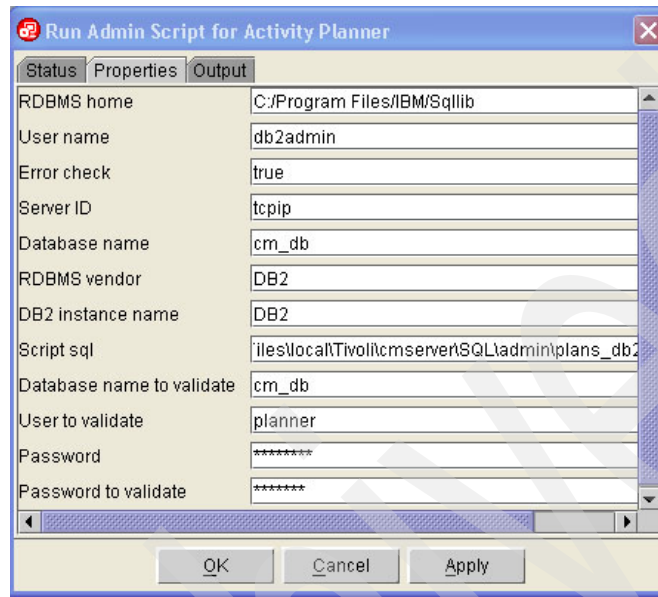 Run Admin Script for Activity Planner
Status Properties Output
RDBMS home C:/Program Files/IBM/Sqllib
User name db2admin
Error check true
Server ID tcpip
Database name cm_db
RDBMS vendor DB2
DB2 instance name DB2
Script sql iles\local\Tivoli\cmserver\SQL\admin\plans_db2
Database name to validate cm_db
User to validate planner
Password ********
Password to validate *******
OK Cancel Apply